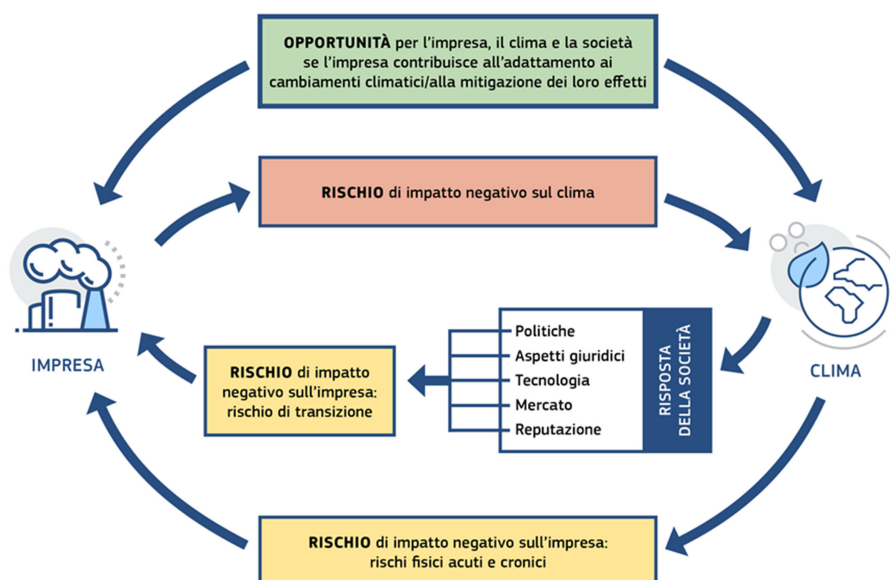 OPPORTUNITÀ per l'impresa, il clima e la società
se l'impresa contribuisce all'adattamento ai
cambiamenti climatici/alla mitigazione dei loro effetti
RISCHIO di impatto negativo sul clima
IMPRESA
RISCHIO di impatto
negativo sull'impresa:
rischio di transizione
Politiche
Aspetti giuridici
Tecnologia
Mercato
Reputazione
RISPOSTA
DELLA SOCIETÀ
CLIMA
RISCHIO di impatto negativo sull'impresa:
rischi fisici acuti e cronici